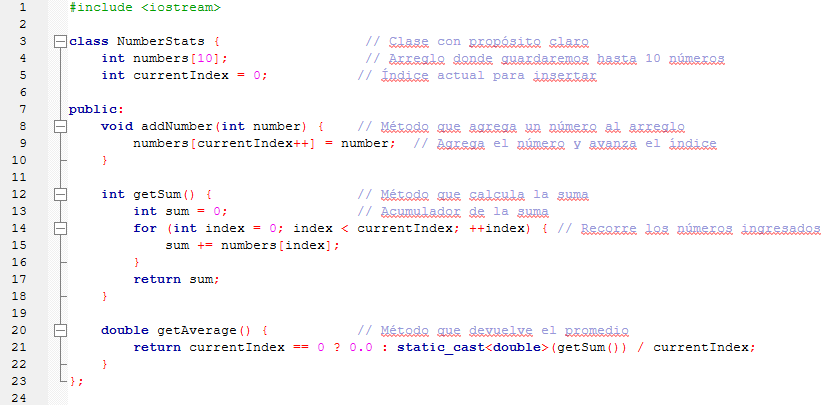 1 #include <iostream>
2
3 class NumberStats { // Clase con propósito claro
4 int numbers[10]; // Arreglo donde guardaremos hasta 10 números
5 int currentIndex = 0; // Índice actual para insertar
6
7 public:
8 void addNumber(int number) { // Método que agrega un número al arreglo
9 numbers[currentIndex++] = number; // Agrega el número y avanza el índice
10 }
11
12 int getSum() { // Método que calcula la suma
13 int sum = 0; // Acumulador de la suma
14 for (int index = 0; index < currentIndex; ++index) { // Recorre los números ingresados
15 sum += numbers[index];
16 }
17 return sum;
18 }
19
20 double getAverage() { // Método que devuelve el promedio
21 return currentIndex == 0 ? 0.0 : static_cast<double>(getSum()) / currentIndex;
22 }
23 };
24